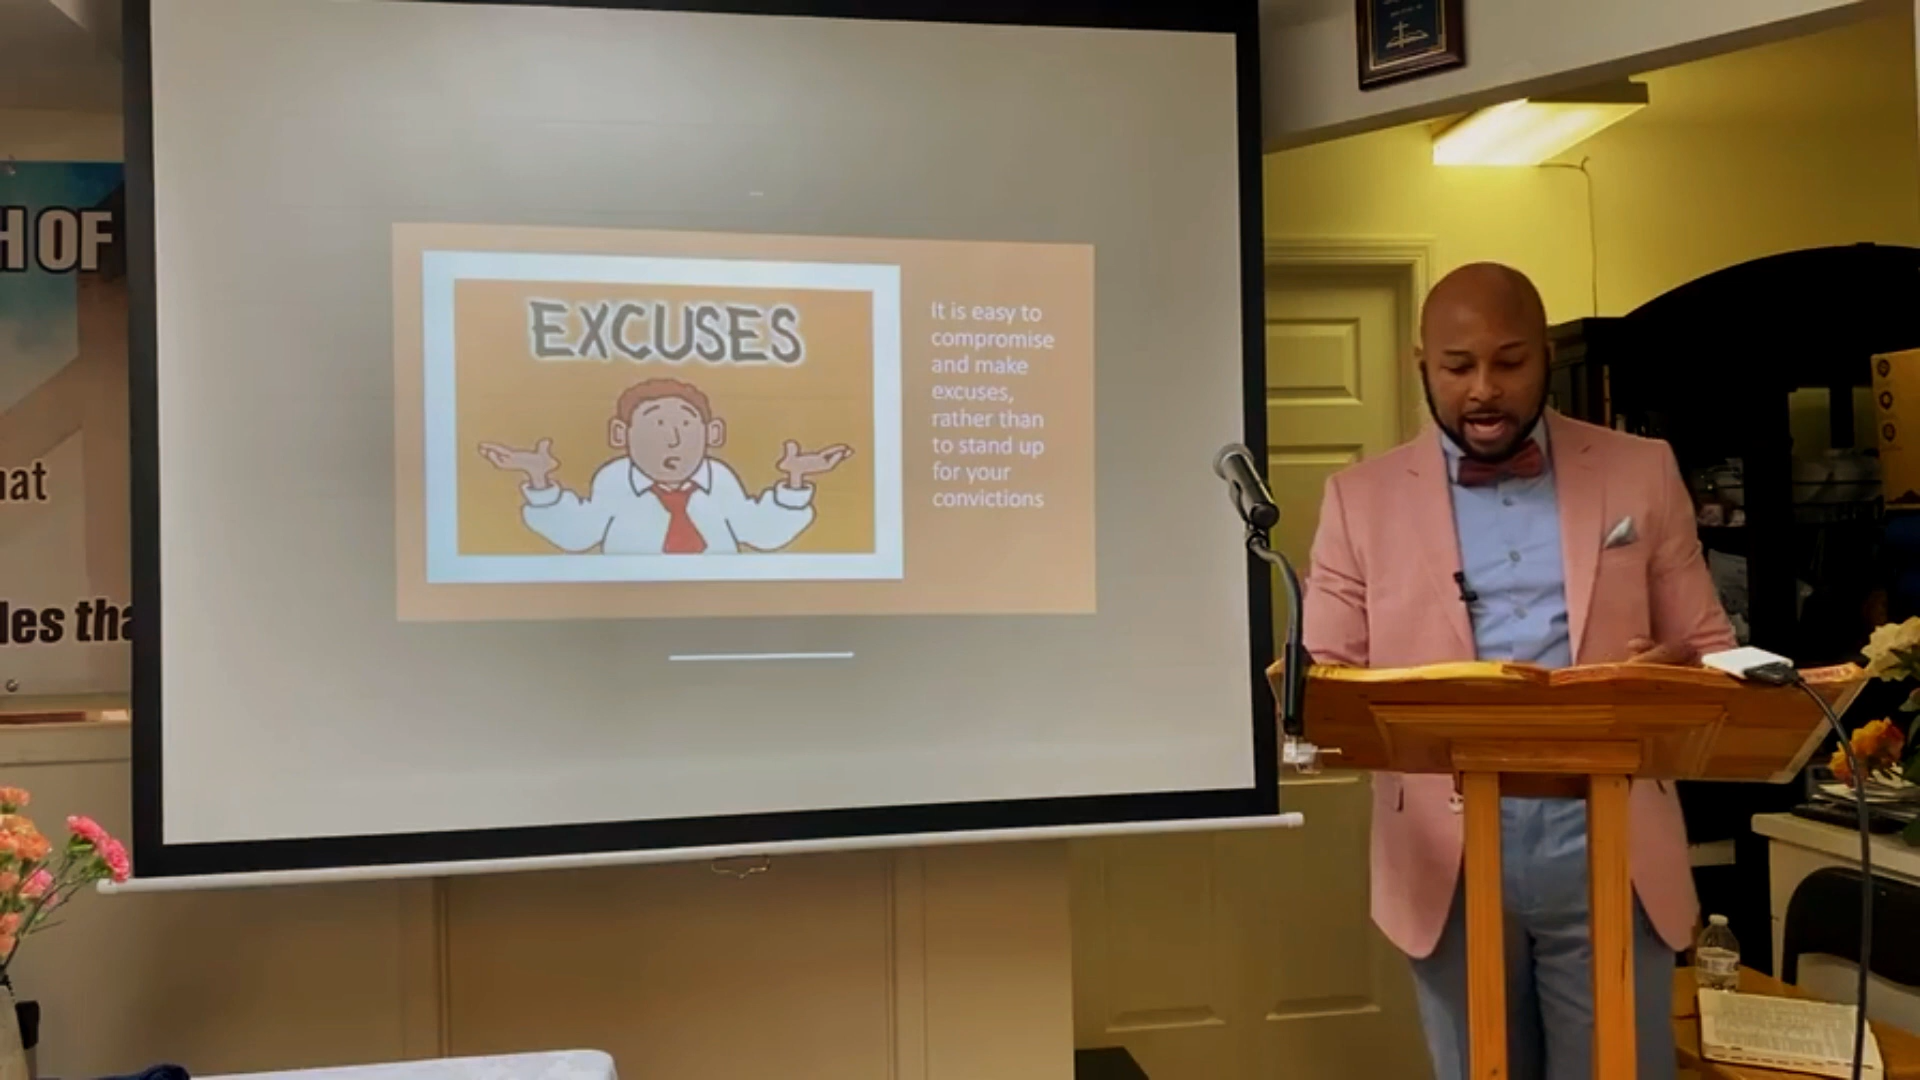 H OF
hat
les tha
EXCUSES
It is easy to
compromise
and make
excuses,
rather than
to stand up
for your
convictions